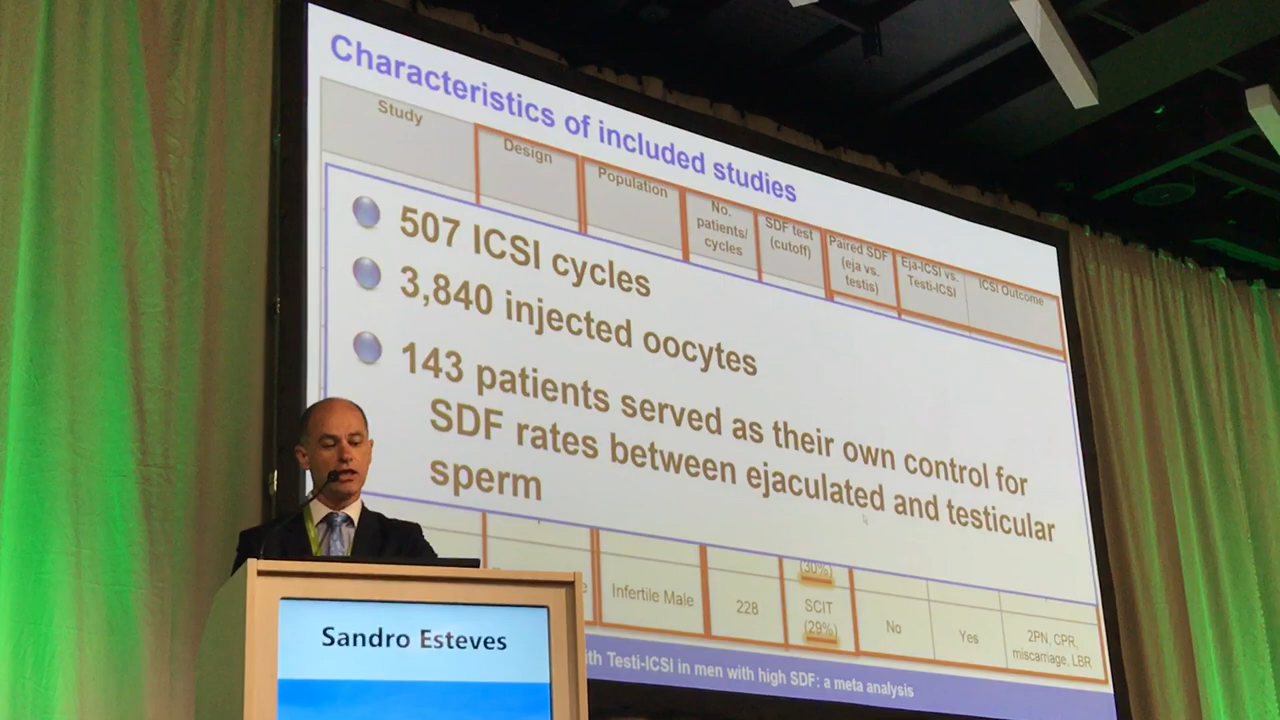 Characteristics of included studies
Study
Design
Population
No.
patients/
cycles
SDF test
(cutoff)
Paired SDF
(eja vs.
testis)
Eja-ICSI vs.
Testi-ICSI
ICSI Outcome
507 ICSI cycles
3,840 injected oocytes
143 patients served as their own control for
SDF rates between ejaculated and testicular
sperm
(30%)
Infertile Male
228
SCIT
(29%)
No
Yes
2PN, CPR,
miscarriage, LBR
Testi-ICSI in men with high SDF: a meta analysis
Sandro Esteves